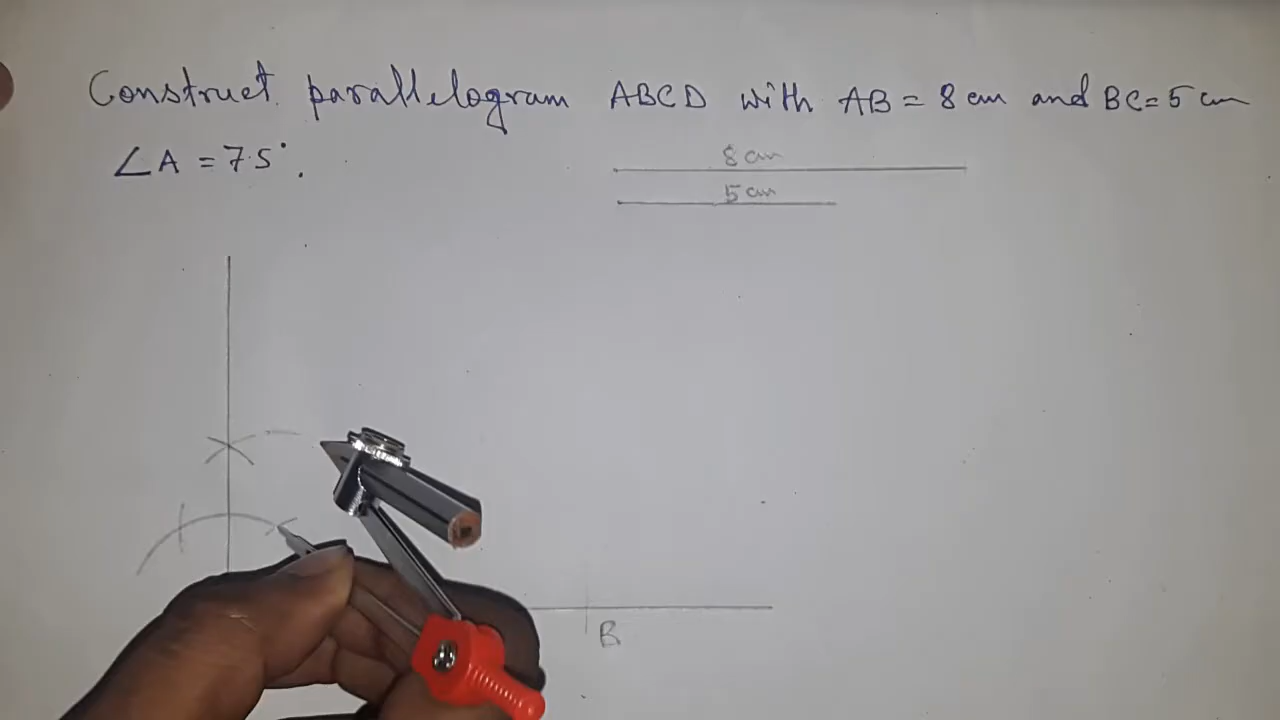 Construct parallelogram ABCD with AB = 8 cm and BC = 5 cm
∠A = 75°.
8 cm
5 cm
B